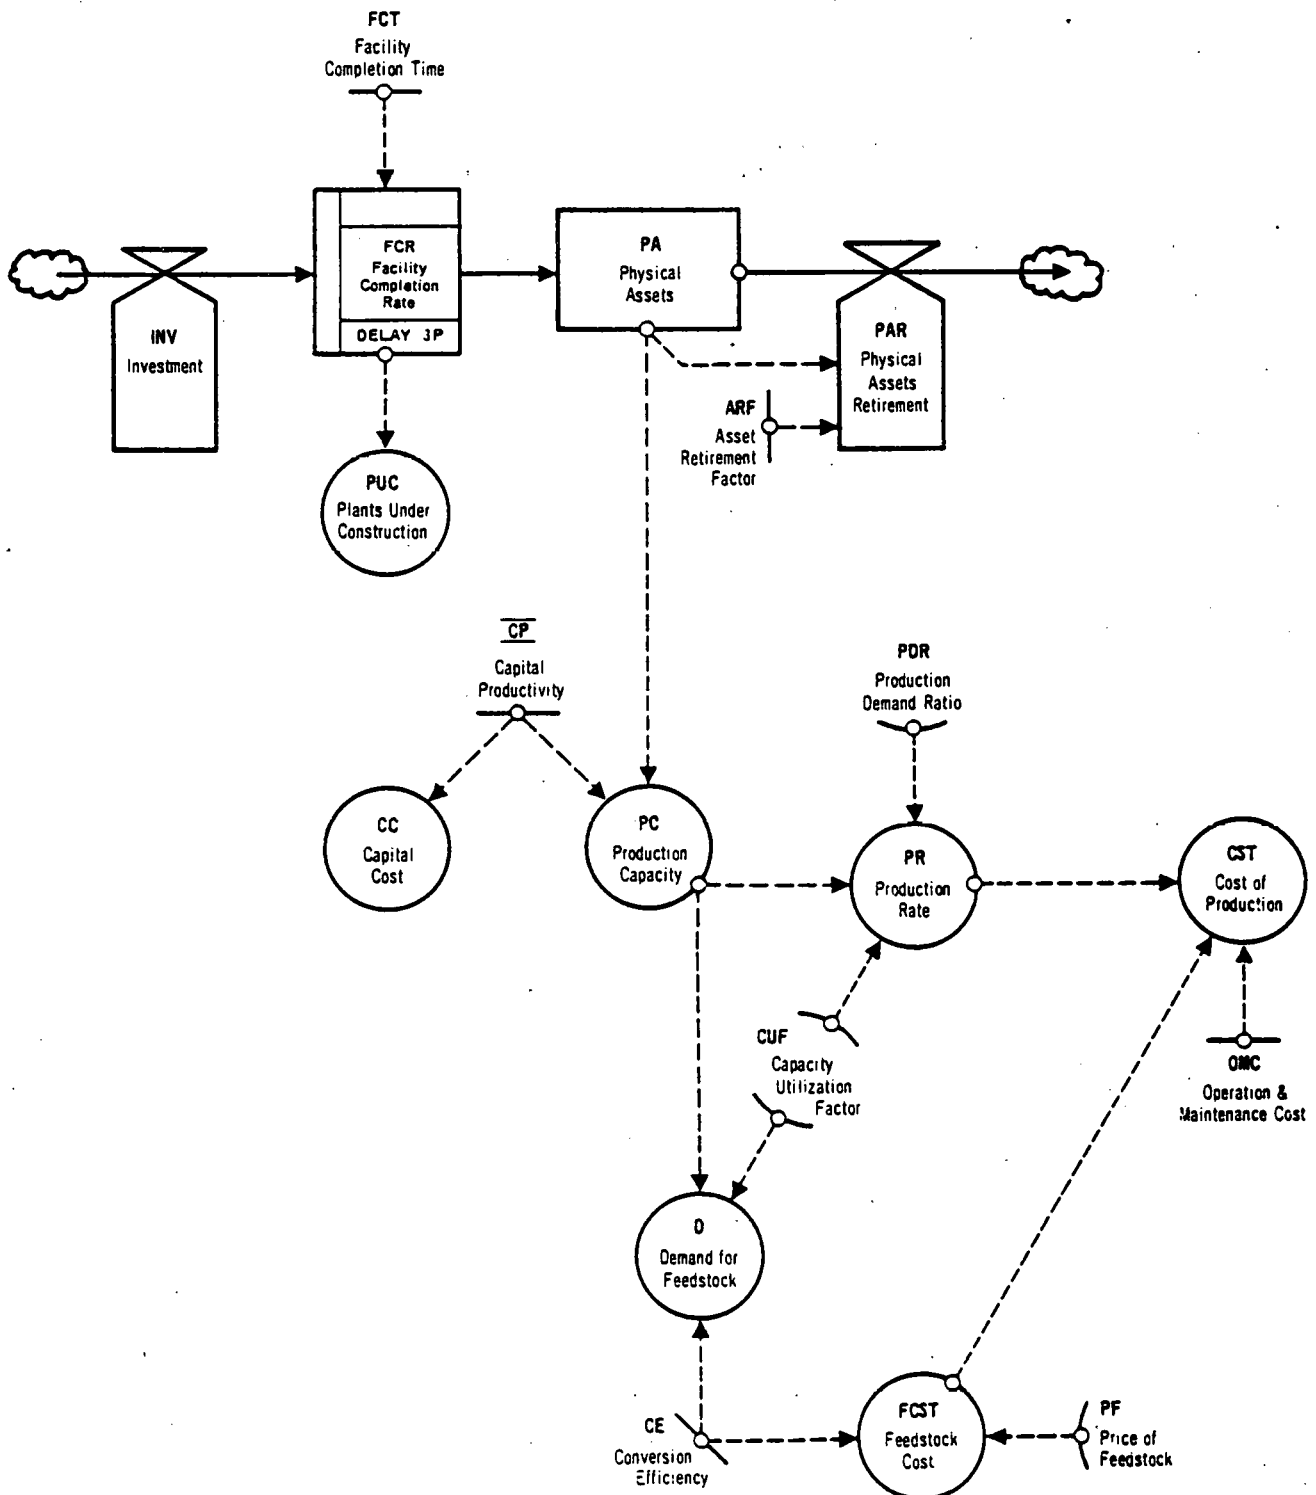 FCT
Facility
Completion Time
FCR
Facility
Completion
Rate
DELAY 3P
PA
Physical
Assets
INV
Investment
PAR
Physical
Assets
Retirement
ARF
Asset
Retirement
Factor
PUC
Plants Under
Construction
CP
Capital
Productivity
PDR
Production
Demand Ratio
CC
Capital
Cost
PC
Production
Capacity
PR
Production
Rate
CST
Cost of
Production
CUF
Capacity
Utilization
Factor
OMC
Operation &
Maintenance Cost
D
Demand for
Feedstock
CE
Conversion
Efficiency
FCST
Feedstock
Cost
PF
Price of
Feedstock